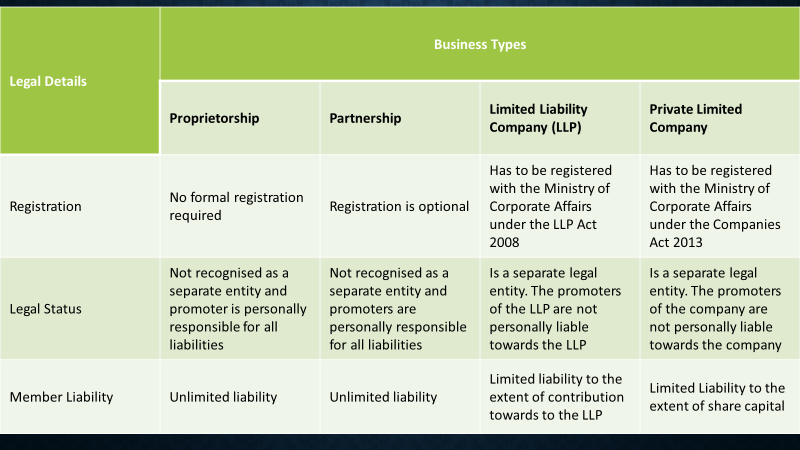 Legal Details
Business Types
Proprietorship
Partnership
Limited Liability
Company (LLP)
Private Limited
Company
Registration
No formal registration
required
Registration is optional
Has to be registered
with the Ministry of
Corporate Affairs
under the LLP Act
2008
Has to be registered
with the Ministry of
Corporate Affairs
under the Companies
Act 2013
Legal Status
Not recognised as a
separate entity and
promoter is personally
responsible for all
liabilities
Not recognised as a
separate entity and
promoters are
personally responsible
for all liabilities
Is a separate legal
entity. The promoters
of the LLP are not
personally liable
towards the LLP
Is a separate legal
entity. The promoters
of the company are
not personally liable
towards the company
Member Liability
Unlimited liability
Unlimited liability
Limited liability to the
extent of contribution
towards to the LLP
Limited Liability to the
extent of share capital